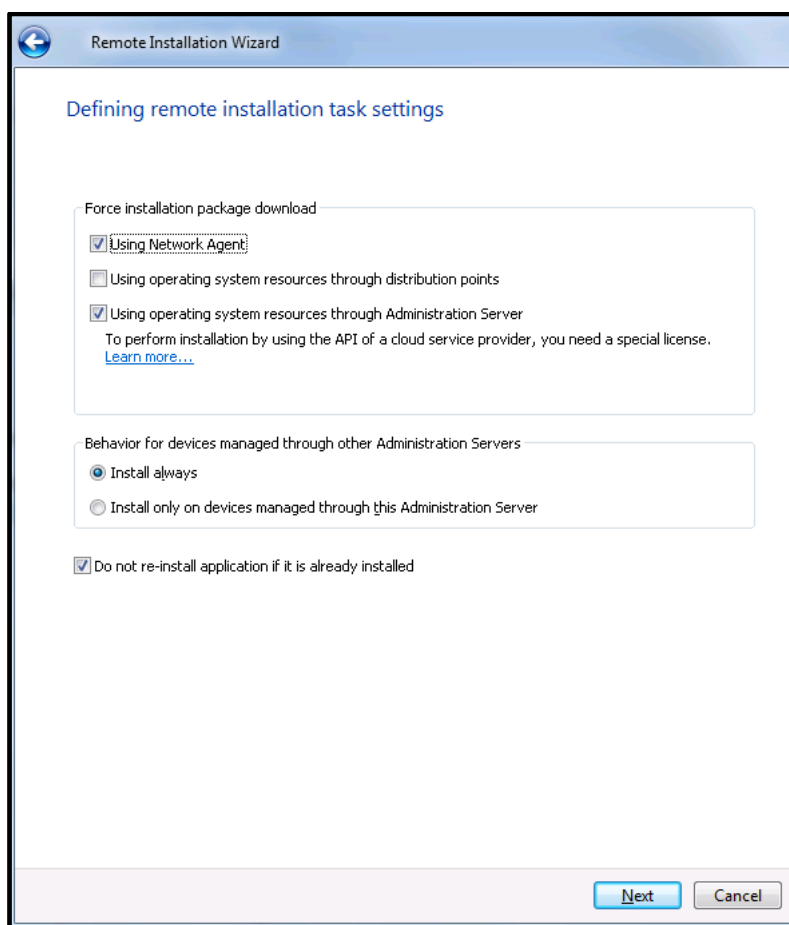 Remote Installation Wizard
Defining remote installation task settings
Force installation package download
Using Network Agent
Using operating system resources through distribution points
Using operating system resources through Administration Server
To perform installation by using the API of a cloud service provider, you need a special license.
Learn more...
Behavior for devices managed through other Administration Servers
Install always
Install only on devices managed through this Administration Server
Do not re-install application if it is already installed
Next Cancel